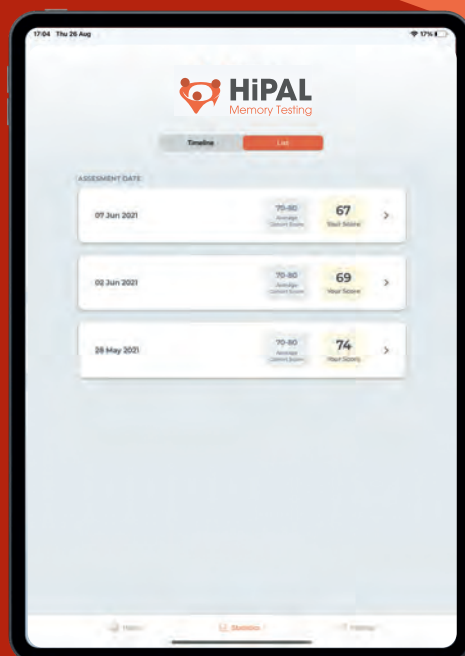 17:04 Thu 26 Aug 17%
HiPAL
Memory Testing
Timeline List
ASSESMENT DATE
07 Jun 2021 70-80 67
Average Your Score
02 Jun 2021 70-80 69
Average Your Score
28 May 2021 70-80 74
Average Your Score
Statistics